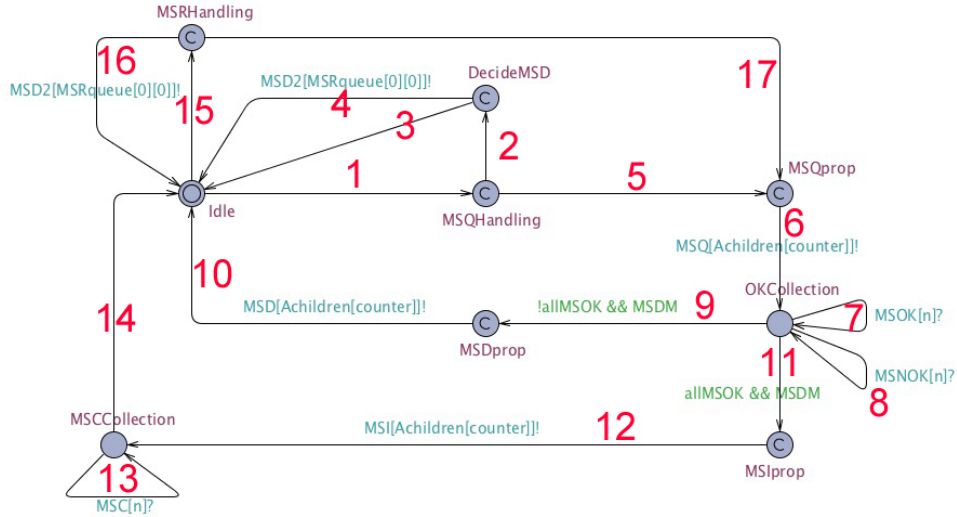 MSRHandling
C
16
MSD2[MSRqueue[0][0]]!
15
MSD2[MSRqueue[0][0]]!
DecideMSD
C
4
3
17
1
2
5
MSQprop
C
Idle
C
MSQHandling
6
MSQ[Achildren[counter]]!
10
MSD[Achildren[counter]]!
!allMSOK && MSDM
9
OKCollection
7
MSOK[n]?
C
MSDprop
14
11
MSNOK[n]?
8
allMSOK && MSDM
MSCCollection
MSI[Achildren[counter]]!
12
C
MSIprop
13
MSC[n]?